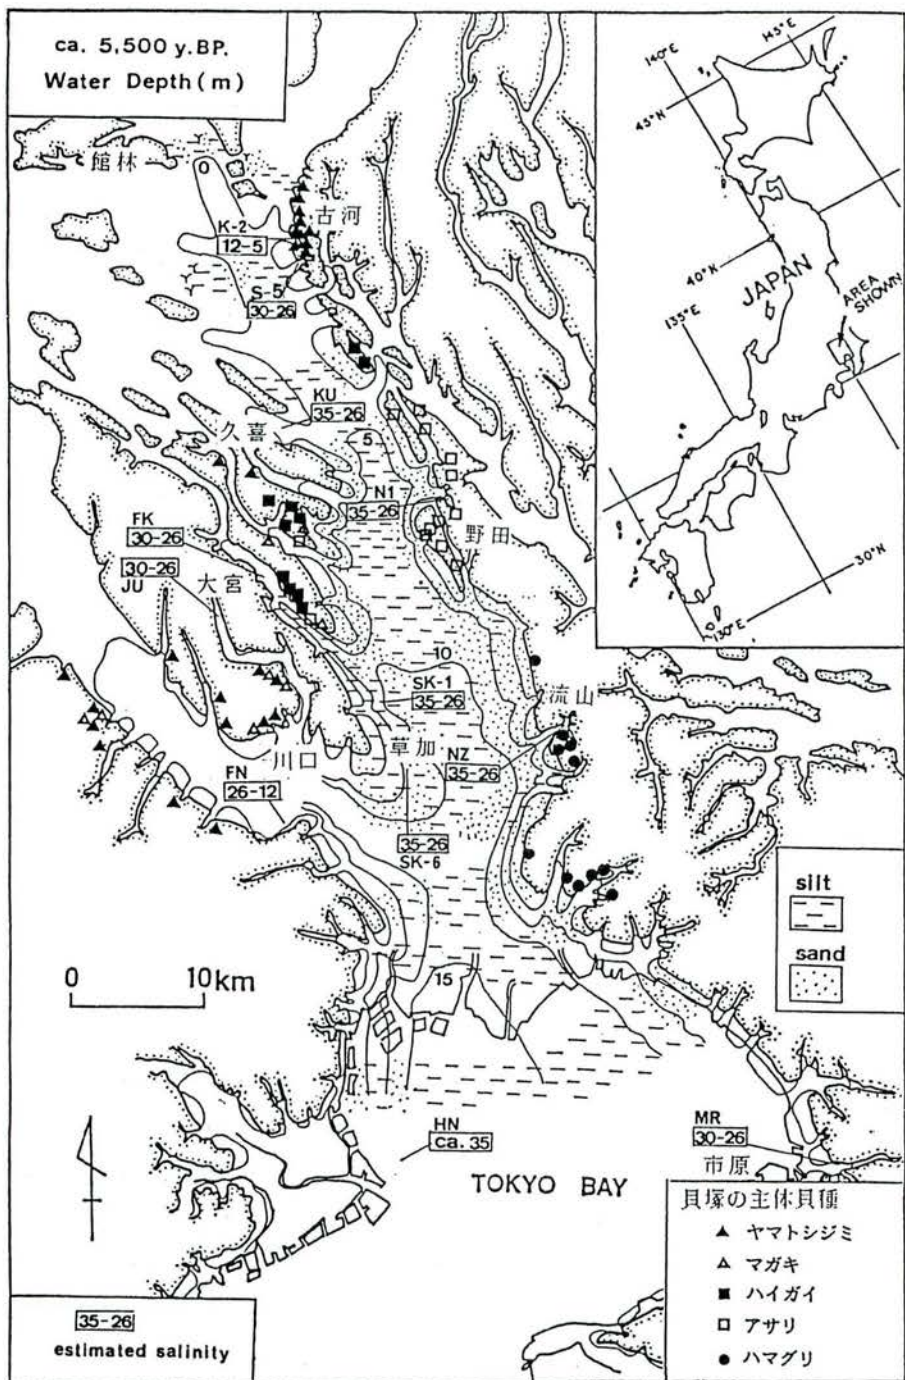 ca. 5,500 y.BP.
Water Depth (m)
140°E
145°E
45°N
40°N
JAPAN
135°E
AREA
SHOWN
30°N
130°E
館林
0
古河
K-2
12-5
S-5
30-26
KU
35-26
久喜
5
N1
35-26
野田
FK
30-26
30-26
JU
大宮
10
SK-1
35-26
流山
草加
NZ
35-26
川口
FN
26-12
35-26
SK-6
silt
sand
0 10km
15
HN
ca. 35
MR
30-26
市原
TOKYO BAY
貝塚の主体貝種
▲ ヤマトシジミ
△ マガキ
■ ハイガイ
□ アサリ
● ハマグリ
35-26
estimated salinity